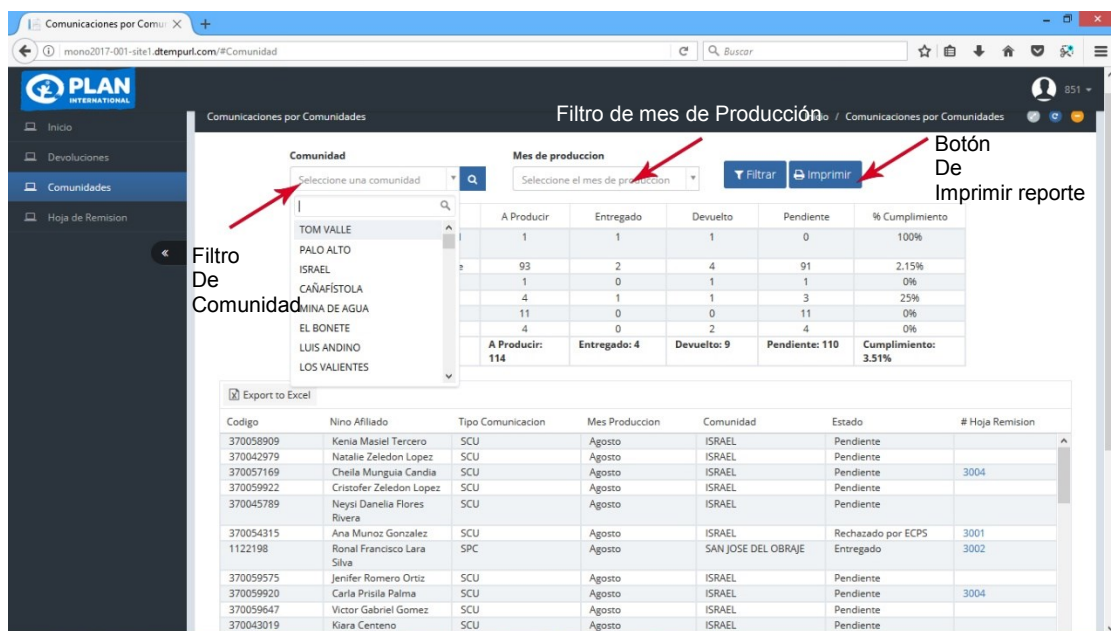 Comunicaciones por Comu
mono2017-001-site1.dtempurl.com/#Comunidad
Buscar
PLAN
INTERNATIONAL
851
Inicio
Devoluciones
Comunidades
Hoja de Remision
Comunicaciones por Comunidades
/ Comunicaciones por Comunidades
Filtro de mes de Producción
Botón
De
Imprimir reporte
Filtro
De
Comunidad
Comunidad
Mes de produccion
Seleccione una comunidad
Seleccione el mes de produccion
Filtrar
Imprimir
TOM VALLE
PALO ALTO
ISRAEL
CAÑAFÍSTOLA
MINA DE AGUA
EL BONETE
LUIS ANDINO
LOS VALIENTES
A Producir Entregado Devuelto Pendiente % Cumplimiento
1 1 1 0 100%
93 2 4 91 2.15%
1 0 1 1 0%
4 1 1 3 25%
11 0 0 11 0%
4 0 2 4 0%
A Producir: 114 Entregado: 4 Devuelto: 9 Pendiente: 110 Cumplimiento: 3.51%
Export to Excel
Codigo Nino Afiliado Tipo Comunicacion Mes Produccion Comunidad Estado # Hoja Remision
370058909 Kenia Masiel Tercero SCU Agosto ISRAEL Pendiente
370042979 Natalie Zeledon Lopez SCU Agosto ISRAEL Pendiente
370057169 Cheila Munguia Candia SCU Agosto ISRAEL Pendiente 3004
370059922 Cristofer Zeledon Lopez SCU Agosto ISRAEL Pendiente
370045789 Neysi Danelia Flores Rivera SCU Agosto ISRAEL Pendiente
370054315 Ana Munoz Gonzalez SCU Agosto ISRAEL Rechazado por ECPS 3001
1122198 Ronal Francisco Lara Silva SPC Agosto SAN JOSE DEL OBRAJE Entregado 3002
370059575 Jenifer Romero Ortiz SCU Agosto ISRAEL Pendiente
370059920 Carla Prisila Palma SCU Agosto ISRAEL Pendiente 3004
370059647 Victor Gabriel Gomez SCU Agosto ISRAEL Pendiente
370043019 Kiara Centeno SCU Agosto ISRAEL Pendiente